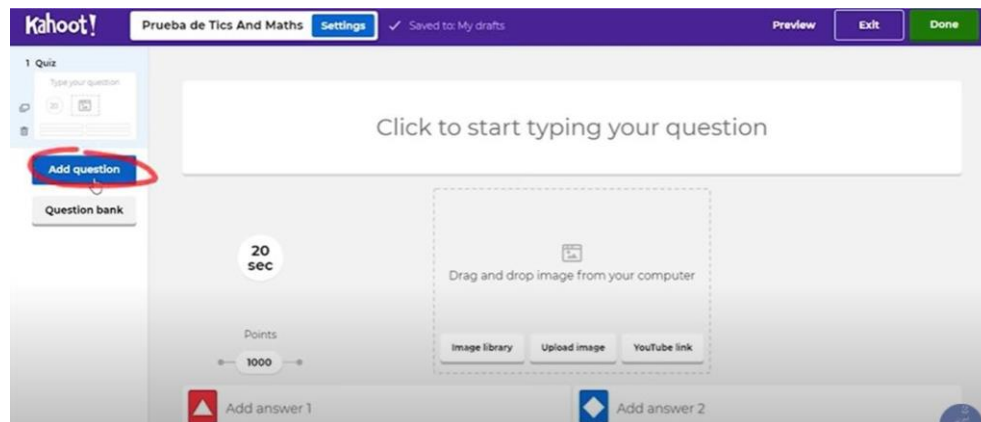 Kahoot!
Prueba de Tics And Maths
Settings
Saved to: My drafts
Preview
Exit
Done
1 Quiz
Type your question
20
Add question
Question bank
Click to start typing your question
20
sec
Drag and drop image from your computer
Points
1000
Image library
Upload image
YouTube link
Add answer 1
Add answer 2